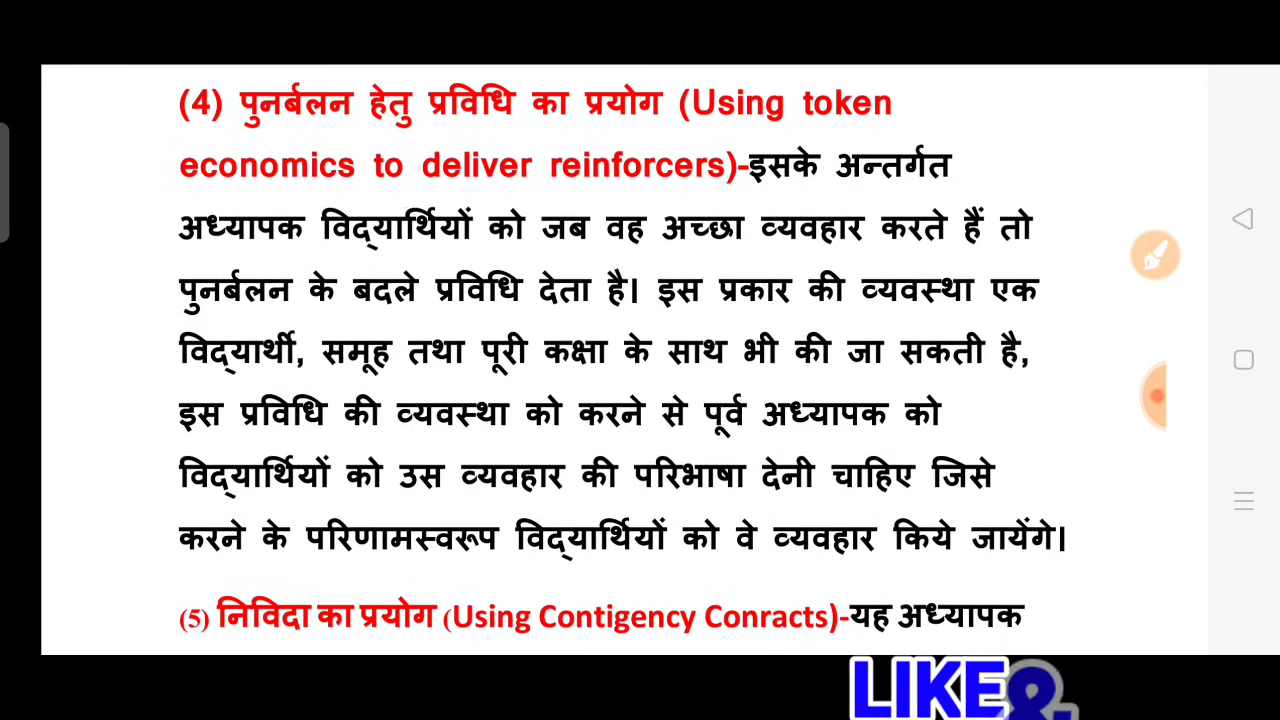 (4) पुनर्बलन हेतु प्रविधि का प्रयोग (Using token
economics to deliver reinforcers)-इसके अन्तर्गत
अध्यापक विद्यार्थियों को जब वह अच्छा व्यवहार करते हैं तो
पुनर्बलन के बदले प्रविधि देता है। इस प्रकार की व्यवस्था एक
विद्यार्थी, समूह तथा पूरी कक्षा के साथ भी की जा सकती है,
इस प्रविधि की व्यवस्था को करने से पूर्व अध्यापक को
विद्यार्थियों को उस व्यवहार की परिभाषा देनी चाहिए जिसे
करने के परिणामस्वरूप विद्यार्थियों को वे व्यवहार किये जायेंगे।
(5) निविदा का प्रयोग (Using Contigency Conracts)-यह अध्यापक
LIKE&